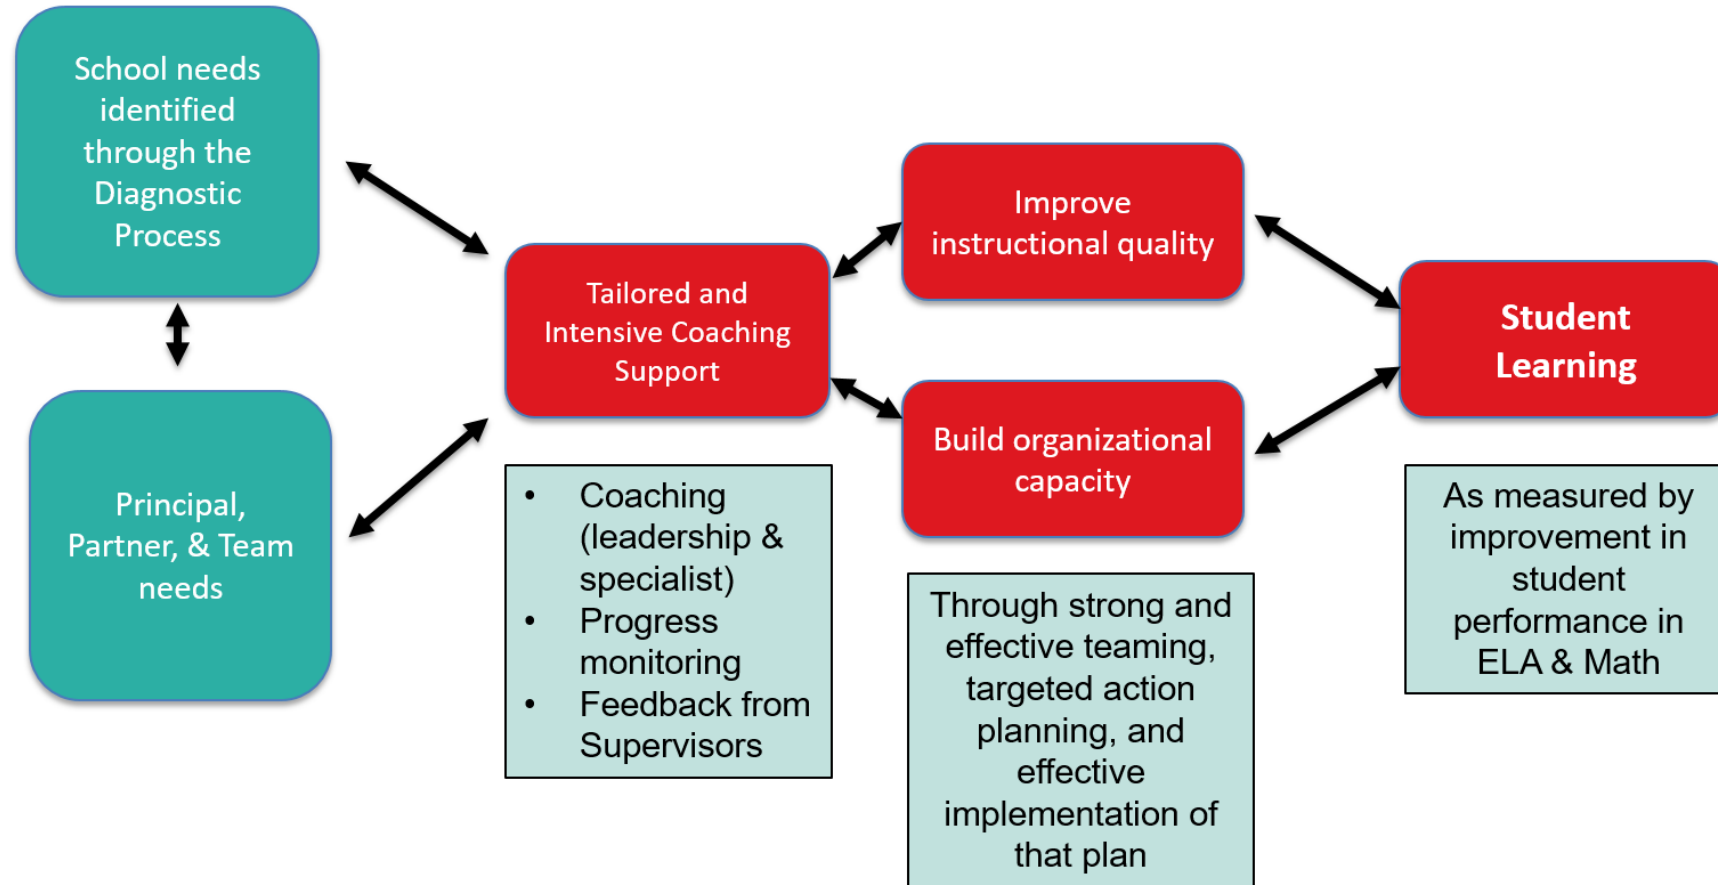 School needs
identified
through the
Diagnostic
Process
Principal,
Partner, & Team
needs
Tailored and
Intensive Coaching
Support
• Coaching
(leadership &
specialist)
• Progress
monitoring
• Feedback from
Supervisors
Improve
instructional quality
Build organizational
capacity
Through strong and
effective teaming,
targeted action
planning, and
effective
implementation of
that plan
Student
Learning
As measured by
improvement in
student
performance in
ELA & Math